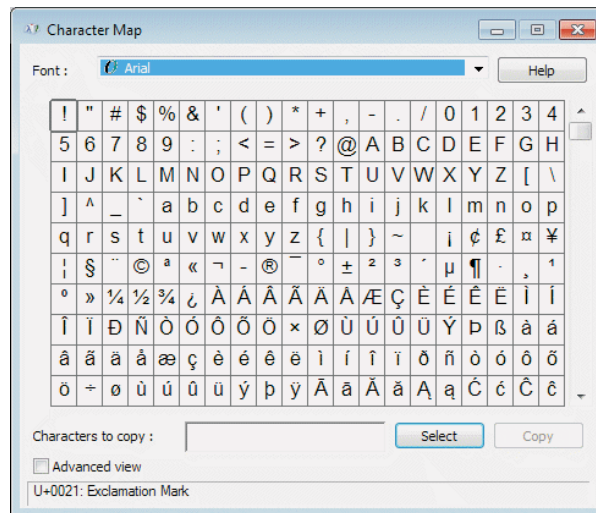 Character Map
Font : Arial Help
! " # $ % & ' ( ) * + , - . / 0 1 2 3 4
5 6 7 8 9 : ; < = > ? @ A B C D E F G H
I J K L M N O P Q R S T U V W X Y Z [ \
] ^ _ ` a b c d e f g h i j k l m n o p
q r s t u v w x y z { | } ~ ¡ ¢ £ ¤ ¥
¦ § ¨ © ª « ¬ - ® ¯ ° ± ² ³ ´ µ ¶ · ¸ ¹
º » ¼ ½ ¾ ¿ À Á Â Ã Ä Å Æ Ç È É Ê Ë Ì Í
Î Ï Ð Ñ Ò Ó Ô Õ Ö × Ø Ù Ú Û Ü Ý Þ ß à á
â ã ä å æ ç è é ê ë ì í î ï ð ñ ò ó ô õ
ö ÷ ø ù ú û ü ý þ ÿ Ā ā Ă ă Ą ą Ć ć Ĉ ĉ
Characters to copy : Select Copy
Advanced view
U+0021: Exclamation Mark